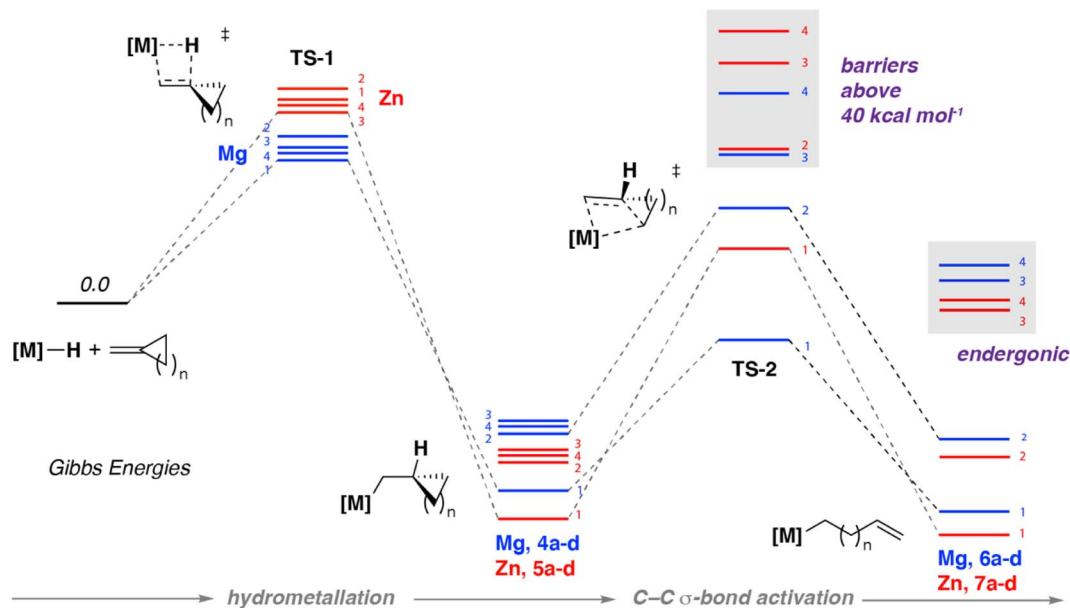 [M]
H
‡
TS-1
n
2
1
4
3
Zn
Mg
2
3
4
1
0.0
[M]—H + 
n
Gibbs Energies
4
3
4
2
3
barriers
above
40 kcal mol-1
H
‡
n
[M]
2
1
1
TS-2
4
3
4
3
endergonic
3
4
2
3
4
2
1
1
H
[M]
n
Mg, 4a-d
Zn, 5a-d
2
2
1
1
[M]
n
Mg, 6a-d
Zn, 7a-d
hydrometallation
C–C σ-bond activation